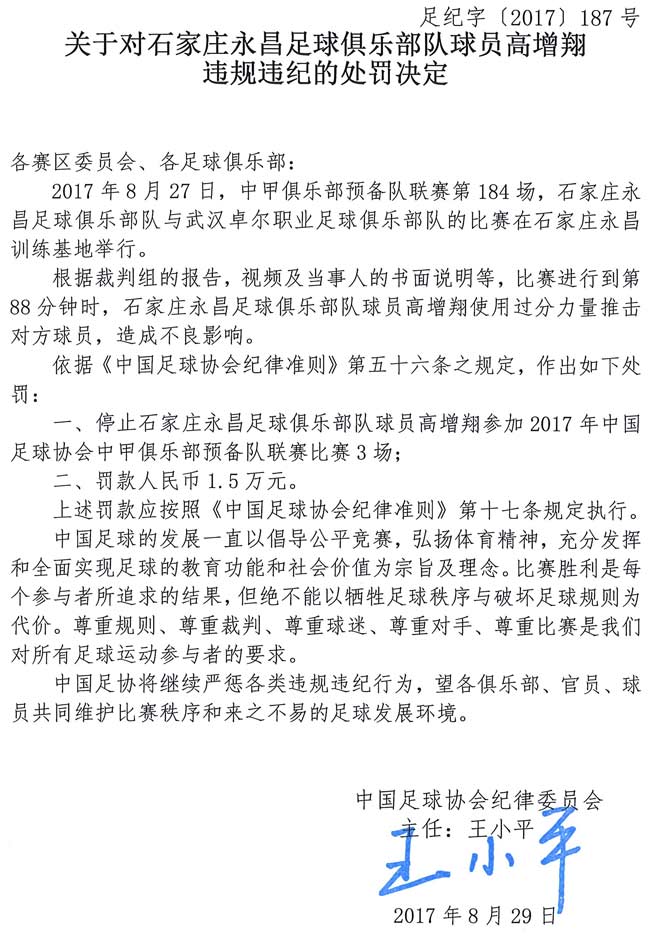 足纪字〔2017〕187号
关于对石家庄永昌足球俱乐部队球员高增翔
违规违纪的处罚决定
各赛区委员会、各足球俱乐部：
2017年8月27日，中甲俱乐部预备队联赛第184场，石家庄永
昌足球俱乐部队与武汉卓尔职业足球俱乐部队的比赛在石家庄永昌
训练基地举行。
根据裁判组的报告，视频及当事人的书面说明等，比赛进行到第
88分钟时，石家庄永昌足球俱乐部队球员高增翔使用过分力量推击
对方球员，造成不良影响。
依据《中国足球协会纪律准则》第五十六条之规定，作出如下处
罚：
一、停止石家庄永昌足球俱乐部队球员高增翔参加2017年中国
足球协会中甲俱乐部预备队联赛比赛3场；
二、罚款人民币1.5万元。
上述罚款应按照《中国足球协会纪律准则》第十七条规定执行。
中国足球的发展一直以倡导公平竞赛，弘扬体育精神，充分发挥
和全面实现足球的教育功能和社会价值为宗旨及理念。比赛胜利是每
个参与者所追求的结果，但绝不能以牺牲足球秩序与破坏足球规则为
代价。尊重规则、尊重裁判、尊重球迷、尊重对手、尊重比赛是我们
对所有足球运动参与者的要求。
中国足协将继续严惩各类违规违纪行为，望各俱乐部、官员、球
员共同维护比赛秩序和来之不易的足球发展环境。
中国足球协会纪律委员会
主任：王小平
王小平
2017年8月29日